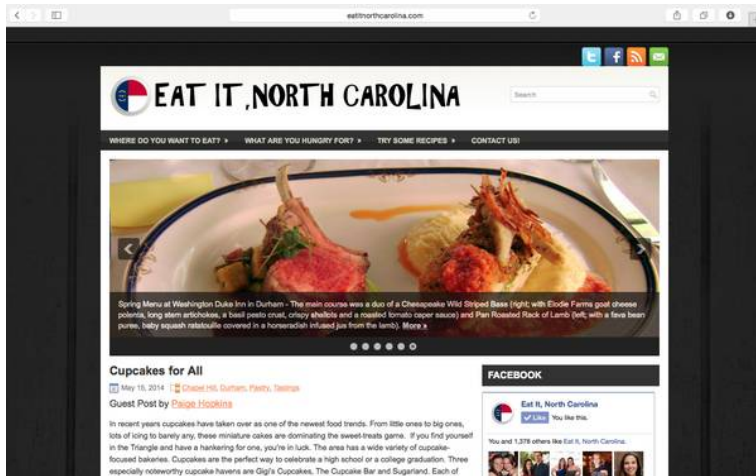 eatitnorthcarolina.com
EAT IT, NORTH CAROLINA
Search
WHERE DO YOU WANT TO EAT? »
WHAT ARE YOU HUNGRY FOR? »
TRY SOME RECIPES »
CONTACT US!
Spring Menu at Washington Duke Inn in Durham - The main course was a duo of a Chesapeake Wild Striped Bass (right; with Elodie Farms goat cheese
polenta, long stem artichokes, a basil pesto crust, crispy shallots and a roasted tomato caper sauce) and Pan Roasted Rack of Lamb (left; with a fava bean
puree, baby squash ratatouille covered in a horseradish infused jus from the lamb). More »
Cupcakes for All
May 15, 2014
Chapel Hill, Durham, Pastry, Tastings
Guest Post by Paige Hopkins
In recent years cupcakes have taken over as one of the newest food trends. From little ones to big ones,
lots of icing to barely any, these miniature cakes are dominating the sweet-treats game. If you find yourself
in the Triangle and have a hankering for one, you're in luck. The area has a wide variety of cupcake-
focused bakeries. Cupcakes are the perfect way to celebrate a high school or a college graduation. Three
especially noteworthy cupcake havens are Gigi's Cupcakes, The Cupcake Bar and Sugarland. Each of
FACEBOOK
Eat It, North Carolina
Like You like this.
You and 1,378 others like Eat It, North Carolina.